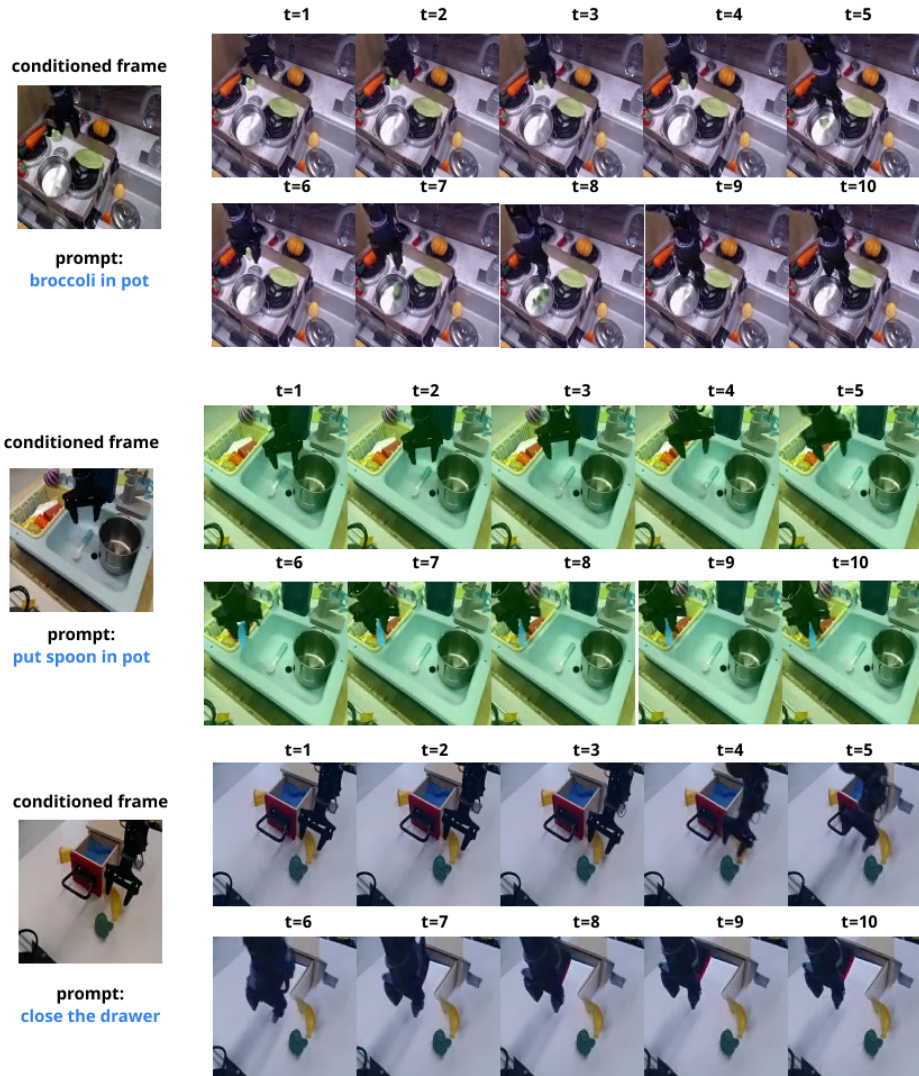 t=1 t=2 t=3 t=4 t=5
conditioned frame
t=6 t=7 t=8 t=9 t=10
prompt:
broccoli in pot
t=1 t=2 t=3 t=4 t=5
conditioned frame
t=6 t=7 t=8 t=9 t=10
prompt:
put spoon in pot
t=1 t=2 t=3 t=4 t=5
conditioned frame
t=6 t=7 t=8 t=9 t=10
prompt:
close the drawer